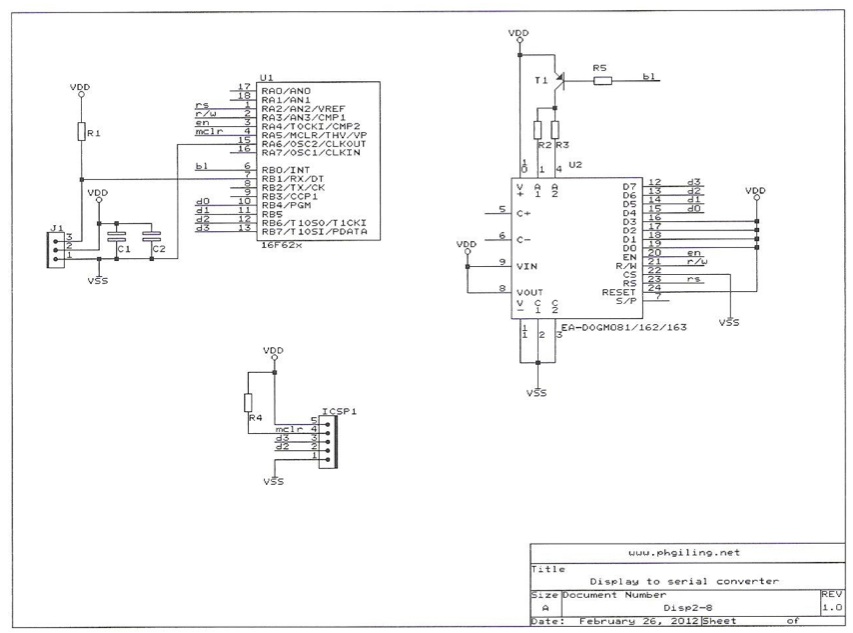 VDD
R1
VDD
J1
3
2
1
C1
C2
VSS
U1
17 RA0/AN0
18 RA1/AN1
rs 1 RA2/AN2/VREF
r/w 2 RA3/AN3/CMP1
en 3 RA4/TOCKI/CMP2
mclr 4 RA5/MCLR/THV/VP
15 RA6/OSC2/CLKOUT
16 RA7/OSC1/CLKIN
bl 6 RB0/INT
7 RB1/RX/DT
8 RB2/TX/CK
9 RB3/CCP1
d0 10 RB4/PGM
d1 11 RB5
d2 12 RB6/T1OSO/T1CKI
d3 13 RB7/T1OSI/PDATA
16F62x
VDD
T1
R5
bl
R2
R3
U2
10
1
4
V+
A1
A2
5 C+
6 C-
VDD
9 VIN
8 VOUT
V-
C1
C2
D7 12 d3
D6 13 d2
D5 14 d1
D4 15 d0
D3 16
D2 17
D1 18
D0 19
EN 20 en
R/W 21 r/w
CS 22
RS 23 rs
RESET 24
S/P 7
VDD
VSS
11
2
3
EA-DOGM081/162/163
VSS
VDD
R4
ICSP1
5
mclr 4
d3 3
d2 2
1
VSS
www.phgiling.net
Title
Display to serial converter
Size Document Number REV
A Disp2-8 1.0
Date: February 26, 2012 Sheet of